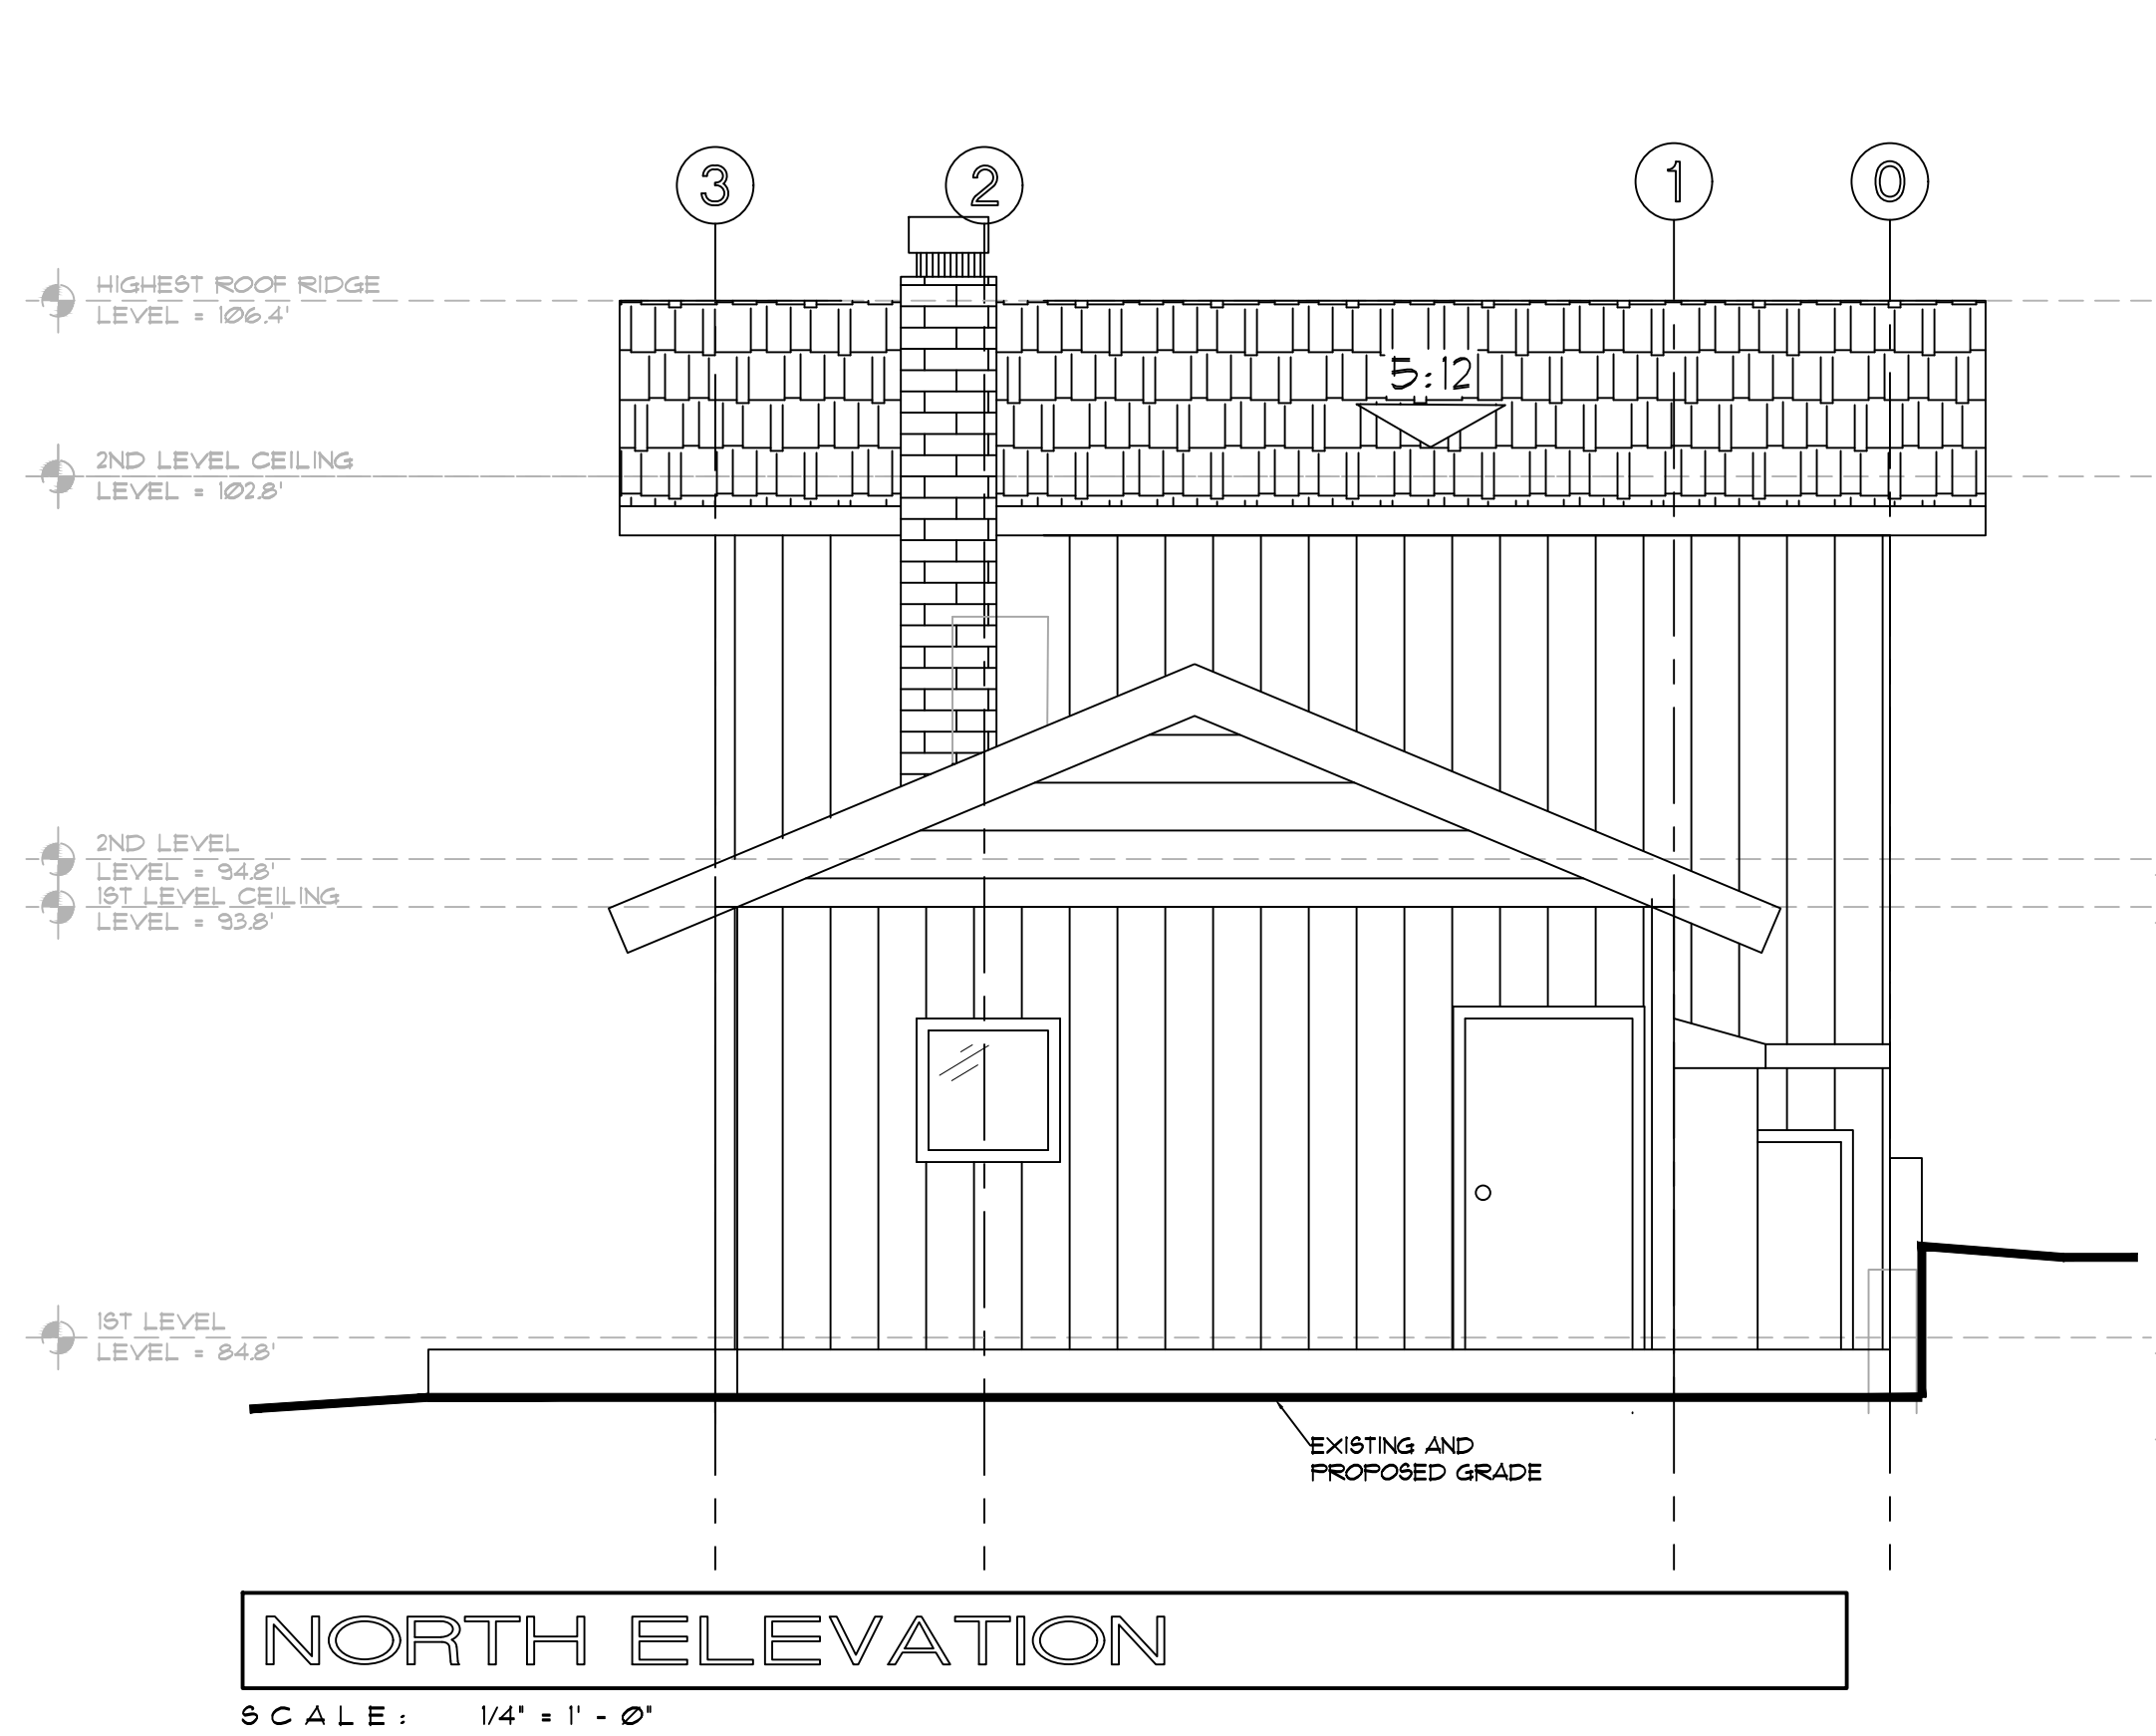 3 2 1 0
HIGHEST ROOF RIDGE
LEVEL = 106.4'
5:12
2ND LEVEL CEILING
LEVEL = 102.8'
2ND LEVEL
LEVEL = 94.8'
1ST LEVEL CEILING
LEVEL = 93.8'
1ST LEVEL
LEVEL = 84.8'
EXISTING AND
PROPOSED GRADE
NORTH ELEVATION
SCALE: 1/4" = 1' - 0"